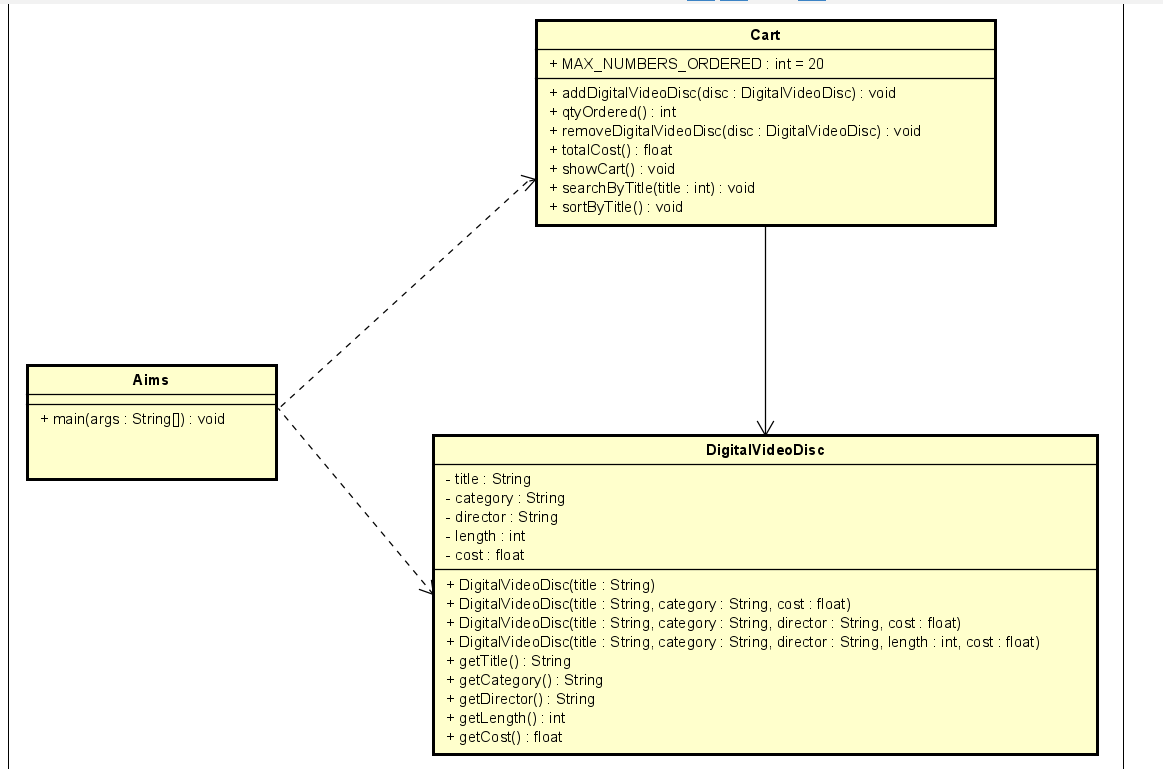 Cart
+ MAX_NUMBERS_ORDERED : int = 20
+ addDigitalVideoDisc(disc : DigitalVideoDisc) : void
+ qtyOrdered() : int
+ removeDigitalVideoDisc(disc : DigitalVideoDisc) : void
+ totalCost() : float
+ showCart() : void
+ searchByTitle(title : int) : void
+ sortByTitle() : void
Aims
+ main(args : String[]) : void
DigitalVideoDisc
- title : String
- category : String
- director : String
- length : int
- cost : float
+ DigitalVideoDisc(title : String)
+ DigitalVideoDisc(title : String, category : String, cost : float)
+ DigitalVideoDisc(title : String, category : String, director : String, cost : float)
+ DigitalVideoDisc(title : String, category : String, director : String, length : int, cost : float)
+ getTitle() : String
+ getCategory() : String
+ getDirector() : String
+ getLength() : int
+ getCost() : float